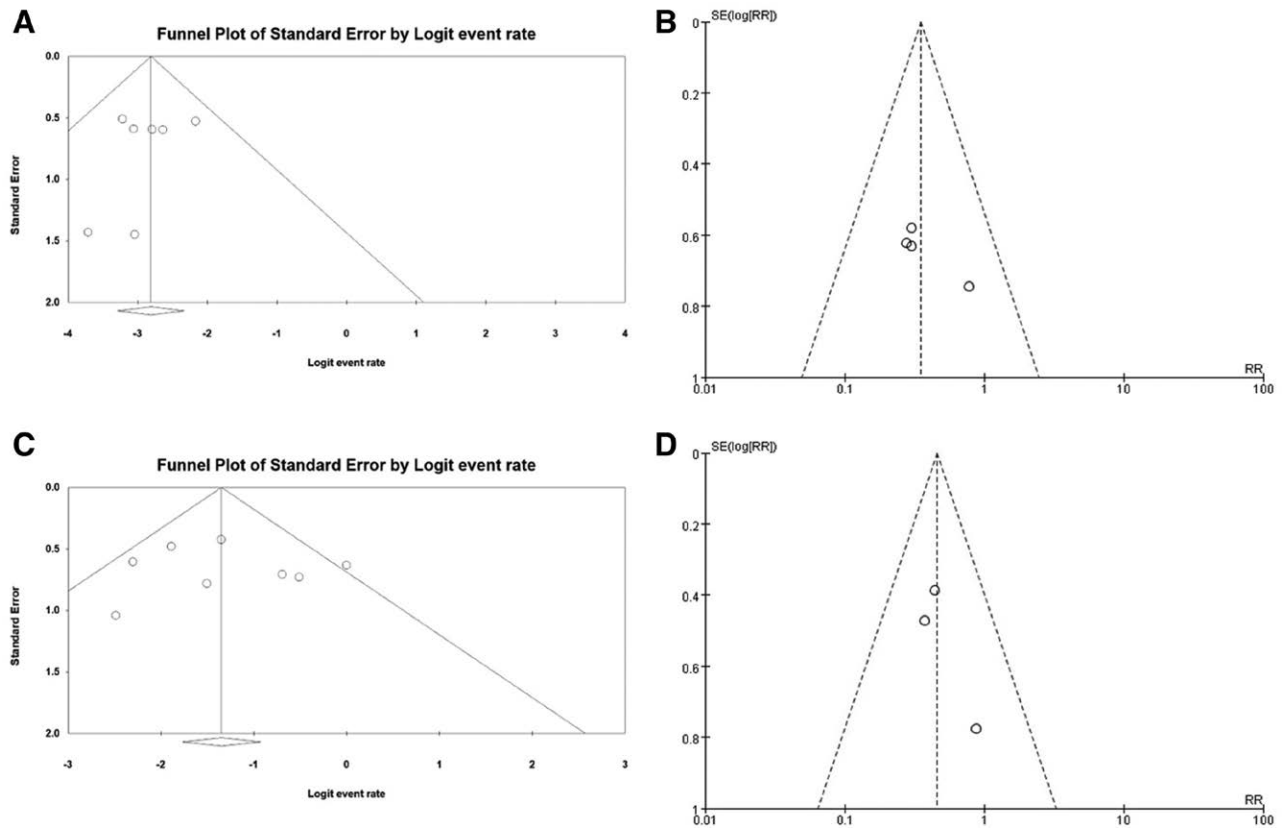 A
Funnel Plot of Standard Error by Logit event rate
0.0
0.5
1.0
1.5
2.0
Standard Error
-4 -3 -2 -1 0 1 2 3 4
Logit event rate
B
SE(log[RR])
0
0.2
0.4
0.6
0.8
1
RR
0.01 0.1 1 10 100
C
Funnel Plot of Standard Error by Logit event rate
0.0
0.5
1.0
1.5
2.0
Standard Error
-3 -2 -1 0 1 2 3
Logit event rate
D
SE(log[RR])
0
0.2
0.4
0.6
0.8
1
RR
0.01 0.1 1 10 100